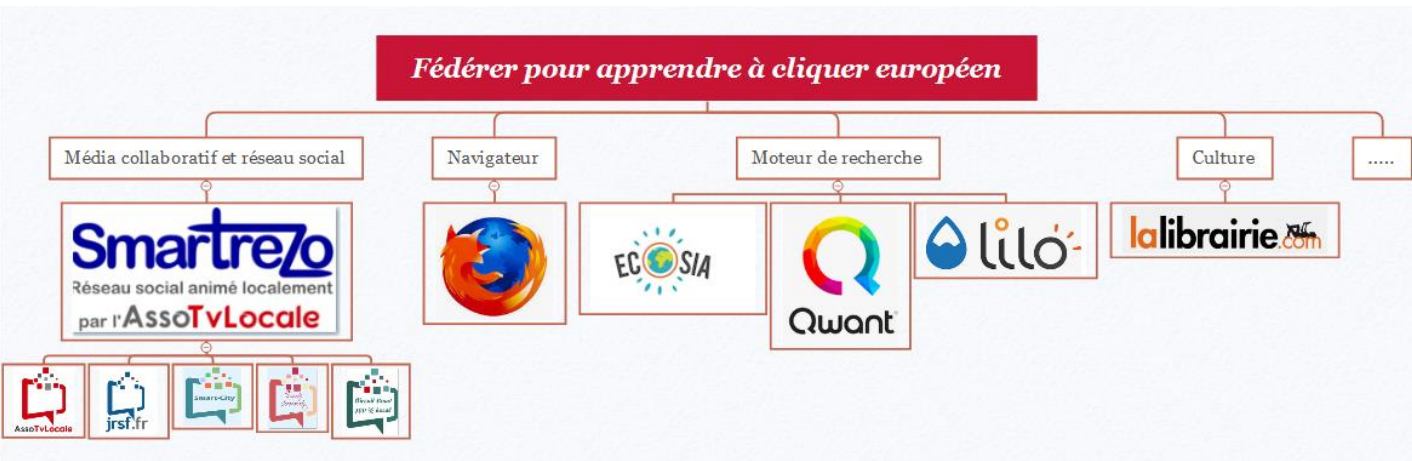 Fédérer pour apprendre à cliquer européen
Média collaboratif et réseau social
Navigateur
Moteur de recherche
Culture
.....
Smartrezo
Réseau social animé localement
par l'AssoTvLocale
ECOSIA
Qwant
lilo
lalibrairie.com
AssoTvLocale
jrsf.fr
Smart-City